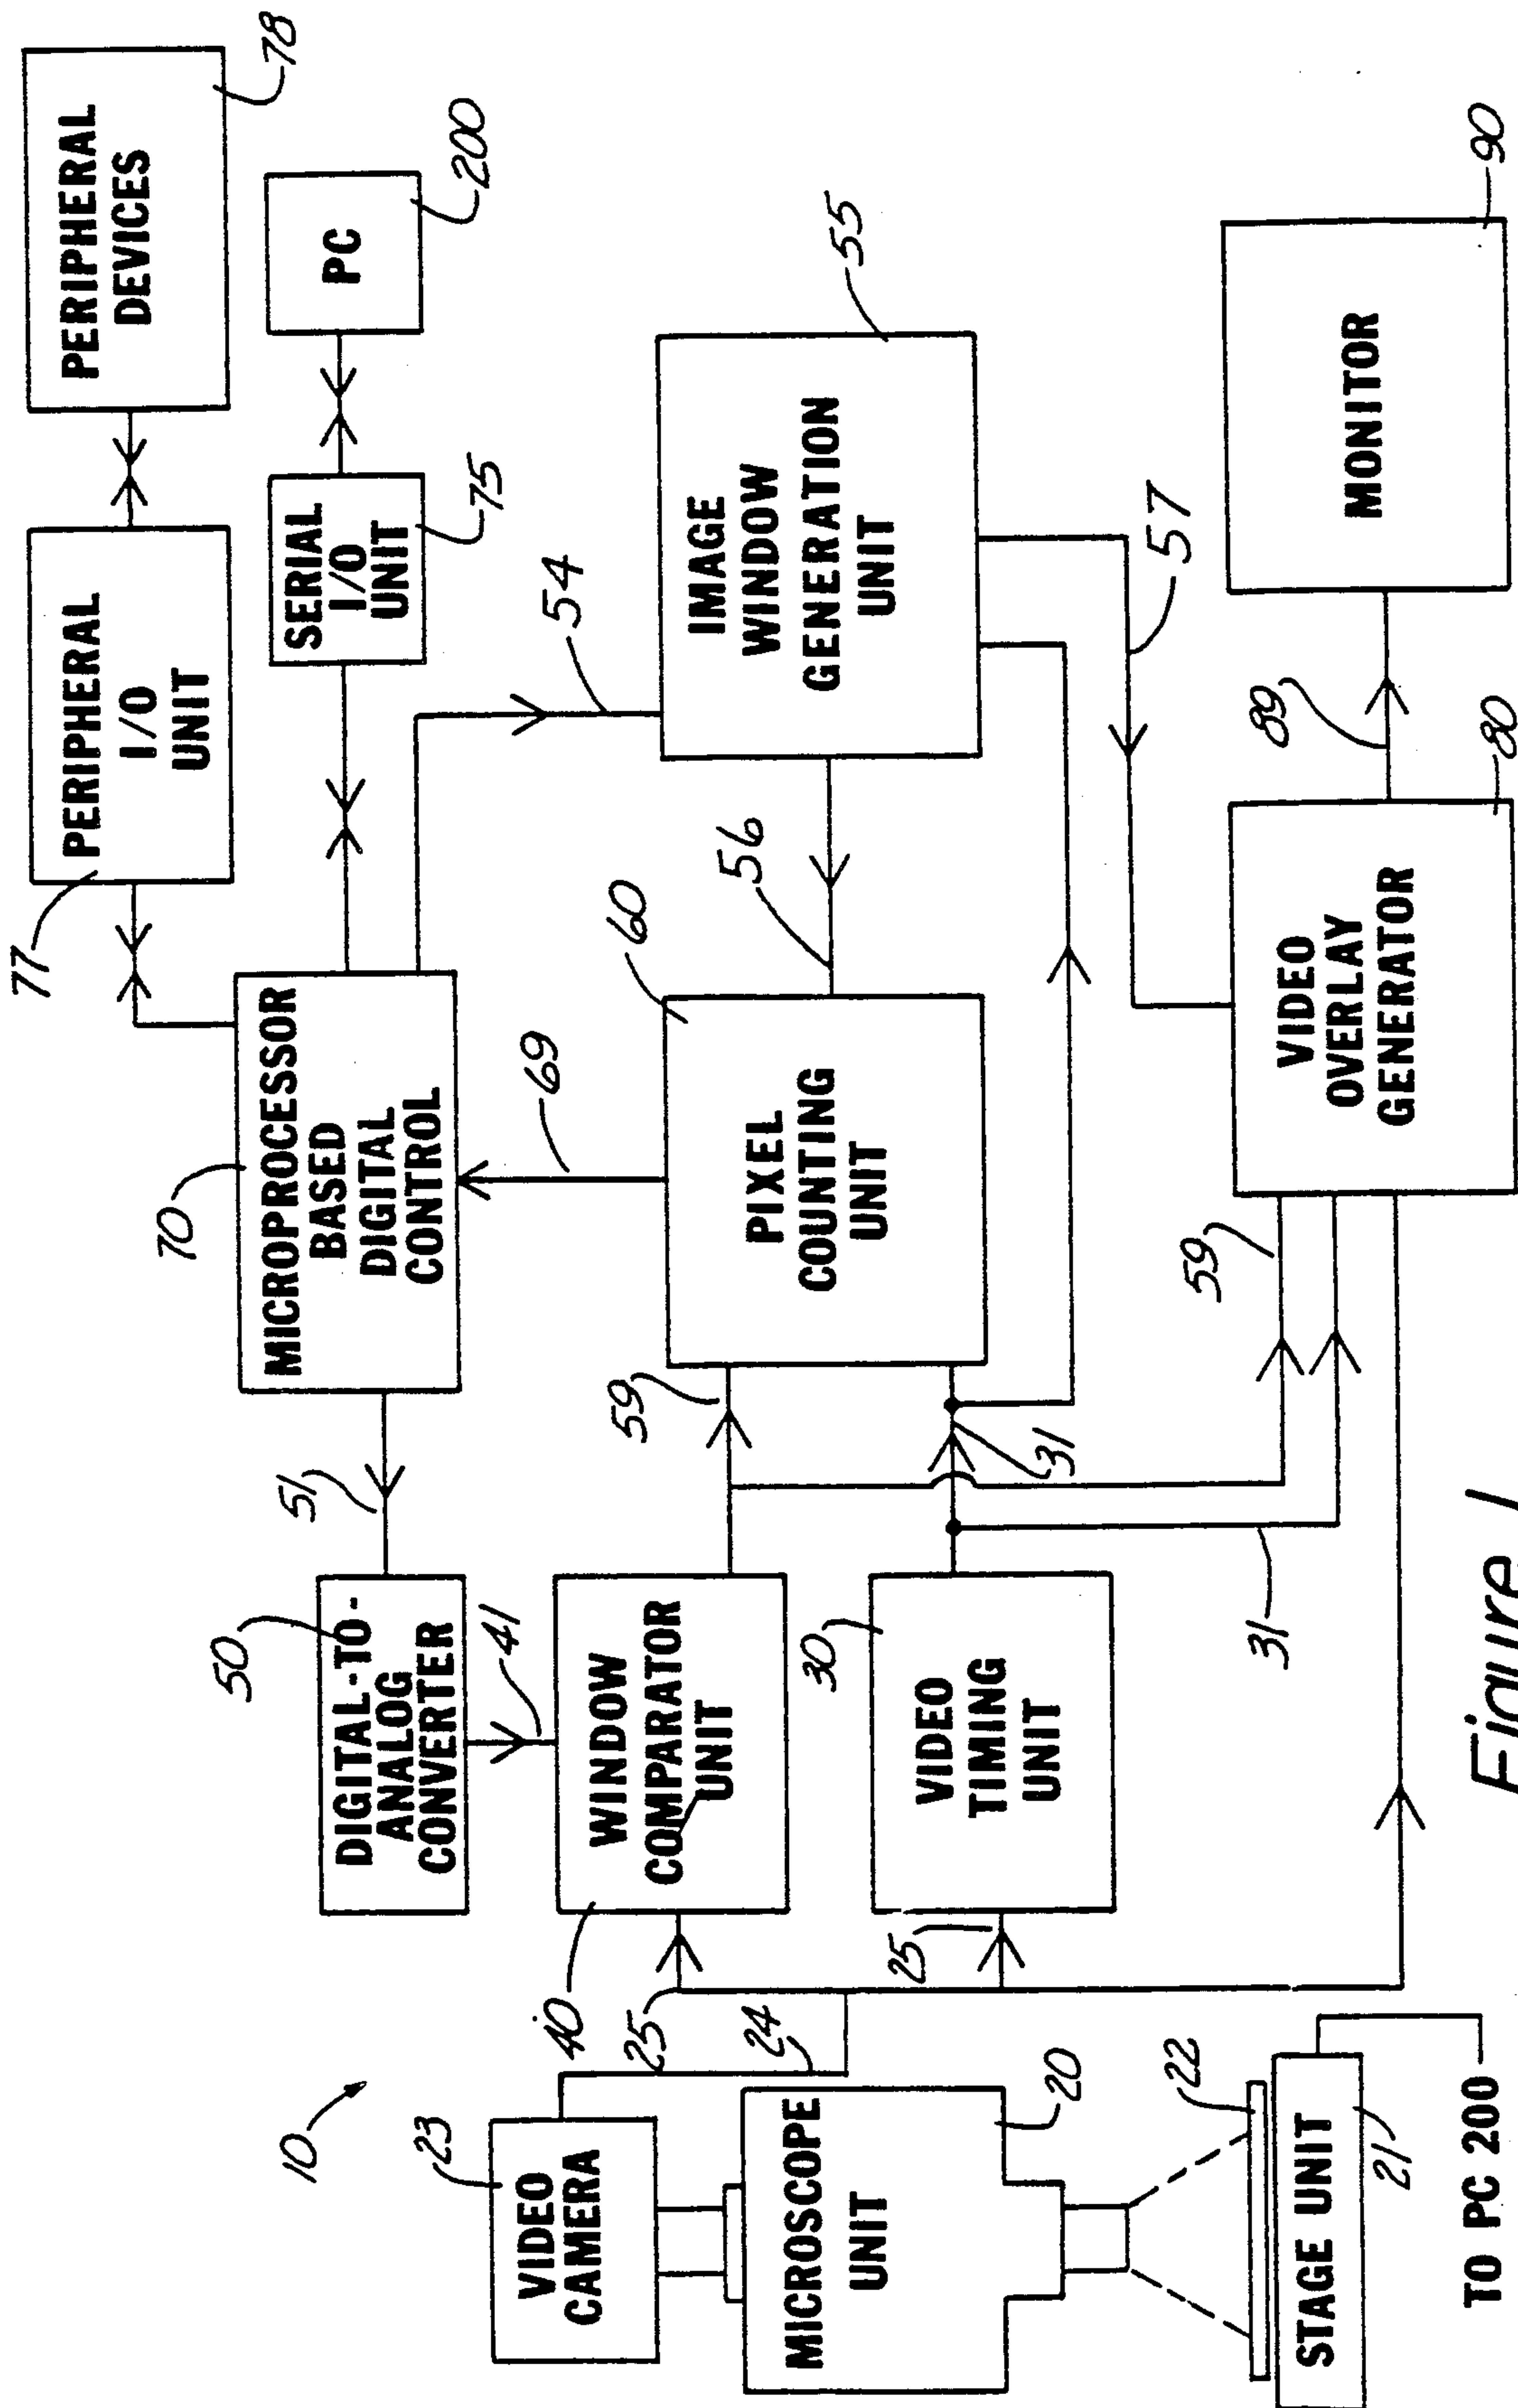 10
23
VIDEO
CAMERA
MICROSCOPE
UNIT
20
22
STAGE UNIT
21
TO PC 200
24
25
25
40
WINDOW
COMPARATOR
UNIT
41
50
DIGITAL-TO-
ANALOG
CONVERTER
51
30
VIDEO
TIMING
UNIT
31
31
59
59
70
MICROPROCESSOR
BASED
DIGITAL
CONTROL
69
60
PIXEL
COUNTING
UNIT
56
54
IMAGE
WINDOW
GENERATION
UNIT
55
57
77
PERIPHERAL
I/O
UNIT
PERIPHERAL
DEVICES
78
SERIAL
I/O
UNIT
75
PC
200
VIDEO
OVERLAY
GENERATOR
80
89
MONITOR
90
Figure 1